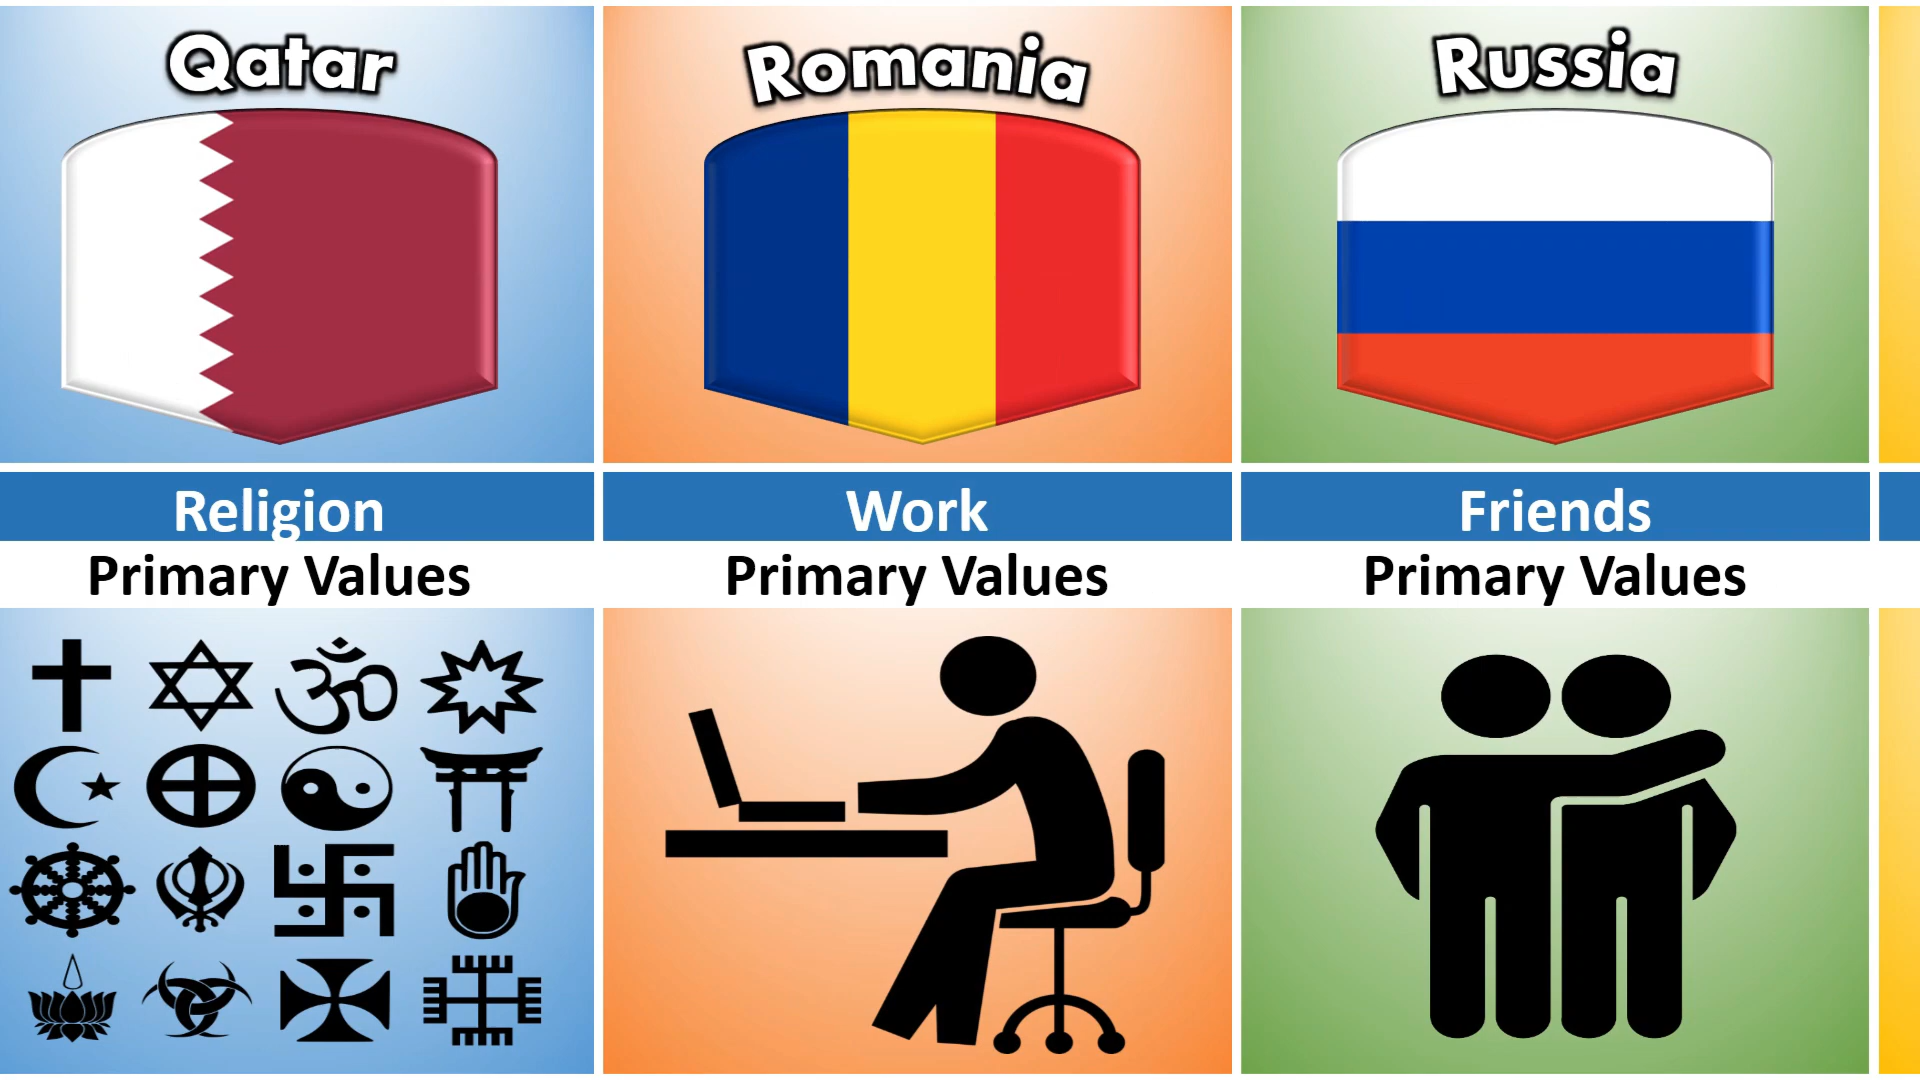 Qatar
Romania
Russia
Religion
Work
Friends
Primary Values
Primary Values
Primary Values